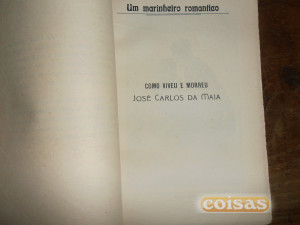 Um marinheiro romantico
COMO VIVEU E MORREU
JOSÉ CARLOS DA MAIA
coisas